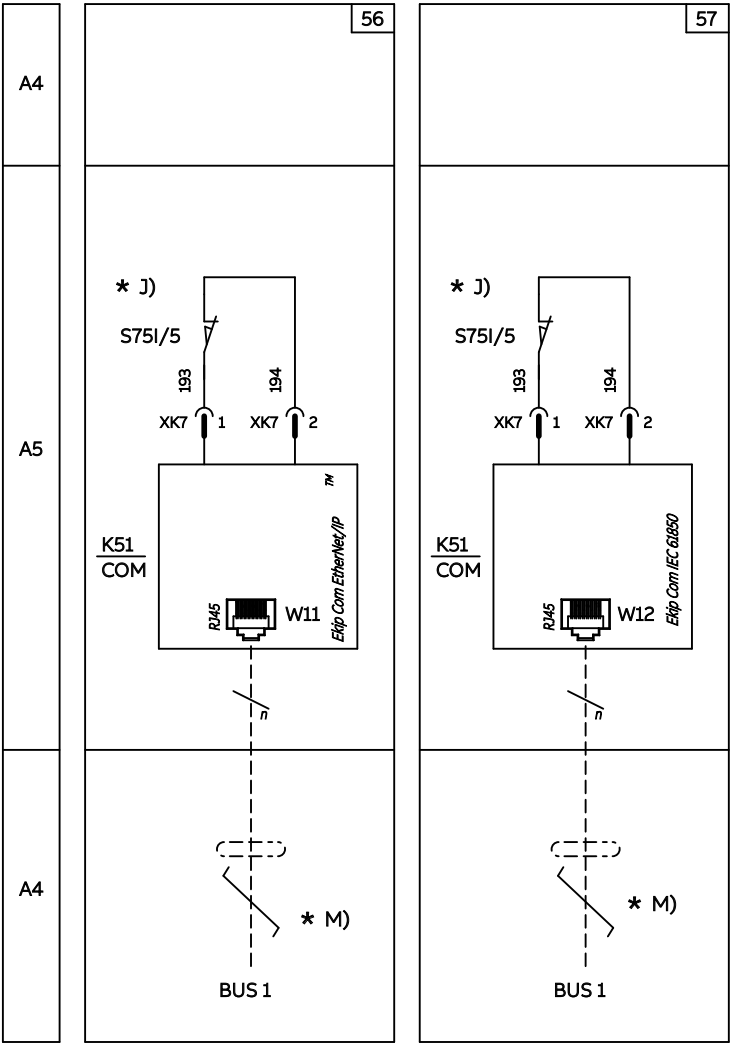 A4
A5
A4
56
* J)
S75I/5
193
194
XK7
1
XK7
2
TM
K51
COM
Ekip Com EtherNet/IP
RJ45
W11
n
* M)
BUS 1
57
* J)
S75I/5
193
194
XK7
1
XK7
2
K51
COM
Ekip Com IEC 61850
RJ45
W12
n
* M)
BUS 1